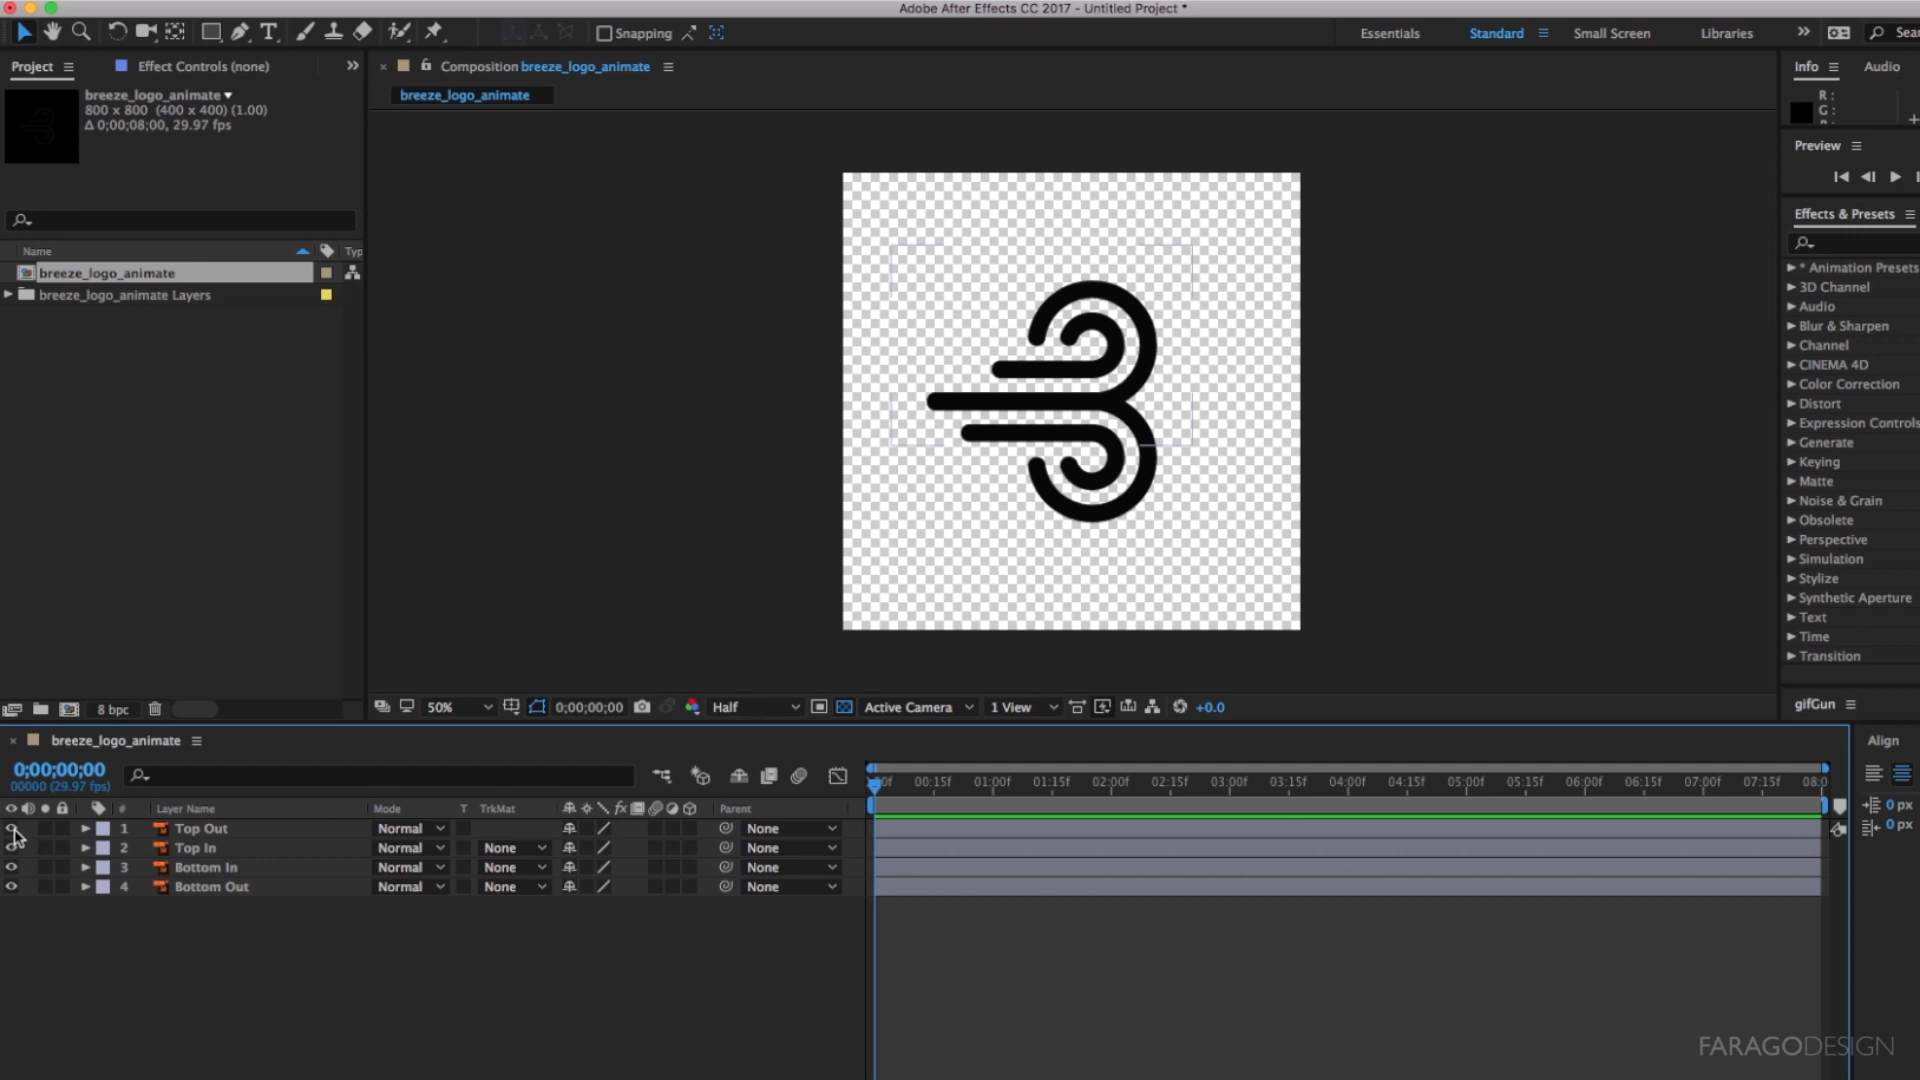 Adobe After Effects CC 2017 - Untitled Project *
Snapping
Essentials
Standard
Small Screen
Libraries
Project
Effect Controls (none)
Composition breeze_logo_animate
Info
Audio
breeze_logo_animate
800 x 800 (400 x 400) (1.00)
Δ 0;00;08;00, 29.97 fps
breeze_logo_animate
R :
G :
Preview
Effects & Presets
Name
breeze_logo_animate
breeze_logo_animate Layers
* Animation Presets
3D Channel
Audio
Blur & Sharpen
Channel
CINEMA 4D
Color Correction
Distort
Expression Controls
Generate
Keying
Matte
Noise & Grain
Obsolete
Perspective
Simulation
Stylize
Synthetic Aperture
Text
Time
Transition
8 bpc
50%
0;00;00;00
Half
Active Camera
1 View
+0.0
gifGun
breeze_logo_animate
Align
0;00;00;00
00000 (29.97 fps)
00:15f 01:00f 01:15f 02:00f 02:15f 03:00f 03:15f 04:00f 04:15f 05:00f 05:15f 06:00f 06:15f 07:00f 07:15f
# Layer Name Mode T TrkMat fx Parent
0 px
0 px
1 Top Out Normal None
2 Top In Normal None None
3 Bottom In Normal None None
4 Bottom Out Normal None None
FARAGODESIGN